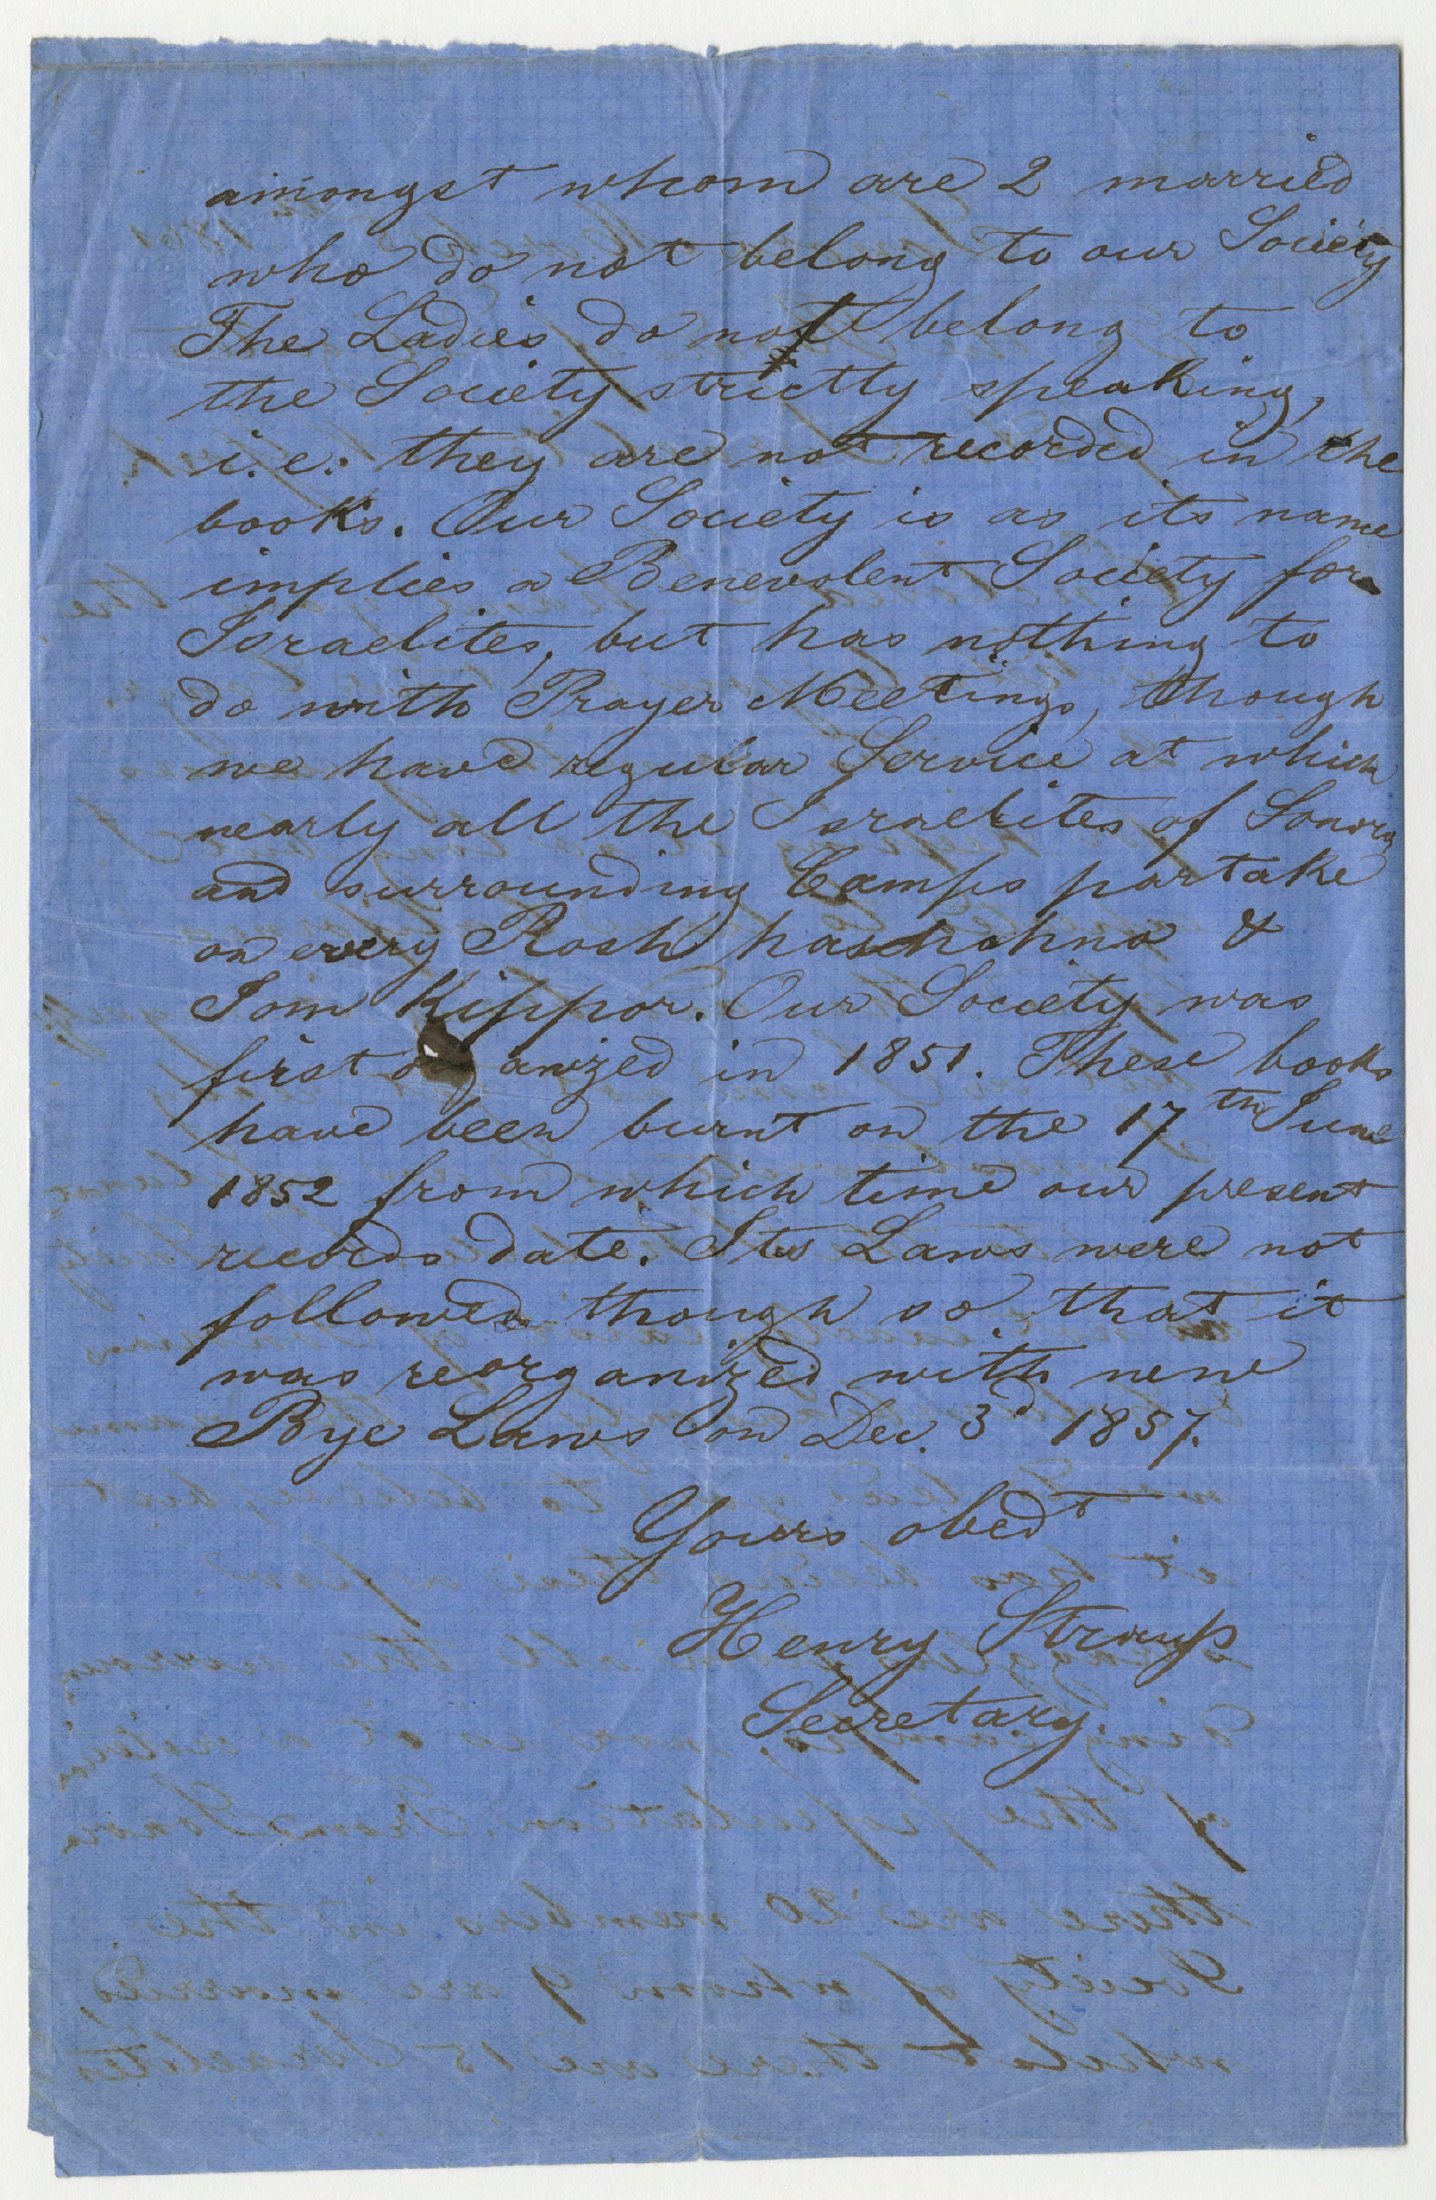 amongst whom are 2 married
who do not belong to our Society
The Ladies do not belong to
the Society strictly speaking,
i.e. they are not recorded in the
books. Our Society is as its name
implies a Benevolent Society for
Israelites, but has nothing to
do with Prayer Meetings, though
we have regular Service at which
nearly all the Israelites of Sonora
and surrounding Camps partake
on every Rosh haschohno &
Iom Kippor. Our Society was
first organized in 1851. These books
have been burnt on the 17th June
1852 from which time our present
records date. Its Laws were not
followed though so that it
was reorganized with new
Bye Laws on Dec. 3d 1857.
Yours obedt
Henry
Secretary.